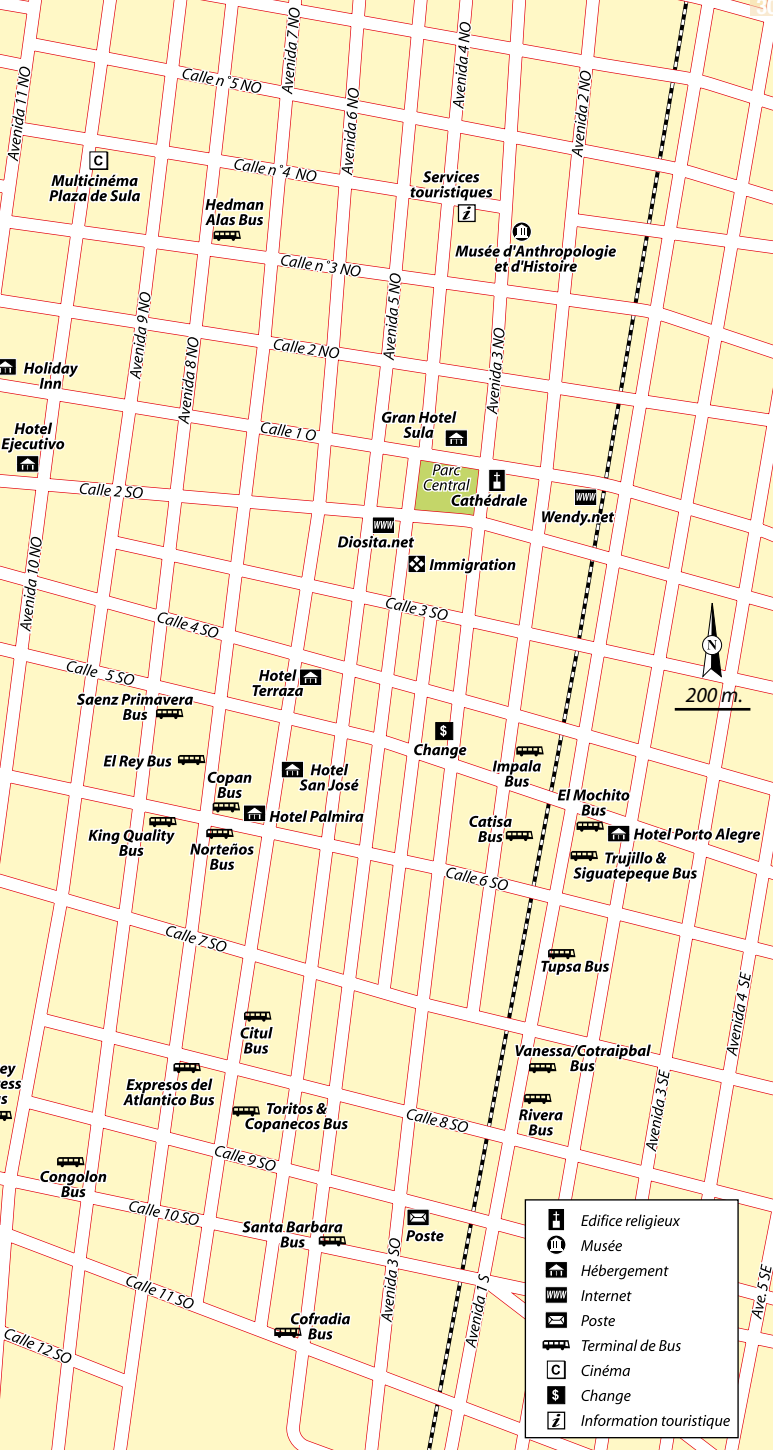 Avenida 7 NO
Avenida 4 NO
Calle n°5 NO
Avenida 11 NO
Avenida 6 NO
Avenida 2 NO
C
Multicinéma
Plaza de Sula
Calle n°4 NO
Services
touristiques
i
Hedman
Alas Bus
Musée d'Anthropologie
et d'Histoire
Calle n°3 NO
Avenida 5 NO
Avenida 9 NO
Avenida 8 NO
Calle 2 NO
Avenida 3 NO
Holiday
Inn
Hotel
Ejecutivo
Gran Hotel
Sula
Calle 1 O
Parc
Central
Cathédrale
Calle 2 SO
WWW
Wendy.net
WWW
Diosita.net
Immigration
Avenida 10 NO
Calle 3 SO
Calle 4 SO
N
200 m.
Calle 5 SO
Hotel
Terraza
Saenz Primavera
Bus
El Rey Bus
$
Change
Impala
Bus
Copan
Bus
Hotel
San José
Hotel Palmira
El Mochito
Bus
King Quality
Bus
Norteños
Bus
Catisa
Bus
Hotel Porto Alegre
Trujillo &
Siguatepeque Bus
Calle 6 SO
Calle 7 SO
Tupsa Bus
Avenida 4 SE
Citul
Bus
Vanessa/Cotraipbal
Bus
ey
ess
s
Expresos del
Atlantico Bus
Toritos &
Copanecos Bus
Rivera
Bus
Avenida 3 SE
Calle 8 SO
Calle 9 SO
Congolon
Bus
Calle 10 SO
Santa Barbara
Bus
Poste
Avenida 3 SO
Avenida 1 S
Ave. 5 SE
Calle 11 SO
Cofradia
Bus
Calle 12 SO
Edifice religieux
Musée
Hébergement
WWW Internet
Poste
Terminal de Bus
C Cinéma
$ Change
i Information touristique